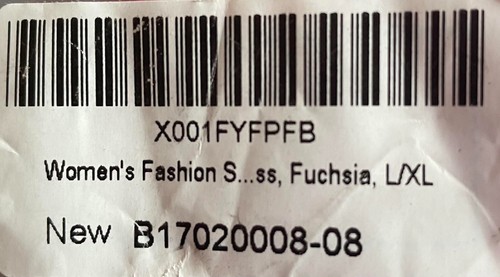 X001FYFPFB
Women's Fashion S...ss, Fuchsia, L/XL
New B17020008-08